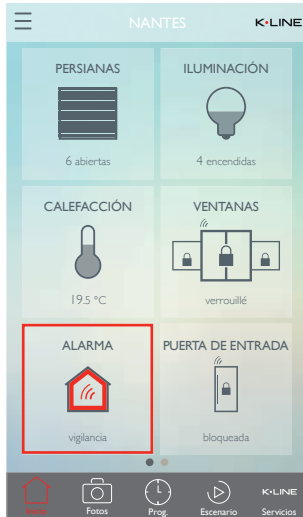 NANTES K•LINE
PERSIANAS ILUMINACIÓN
6 abiertas 4 encendidas
CALEFACCIÓN VENTANAS
19.5 °C verrouillé
ALARMA PUERTA DE ENTRADA
vigilancia bloqueada
Fotos Prog. Escenario K•LINE Servicios